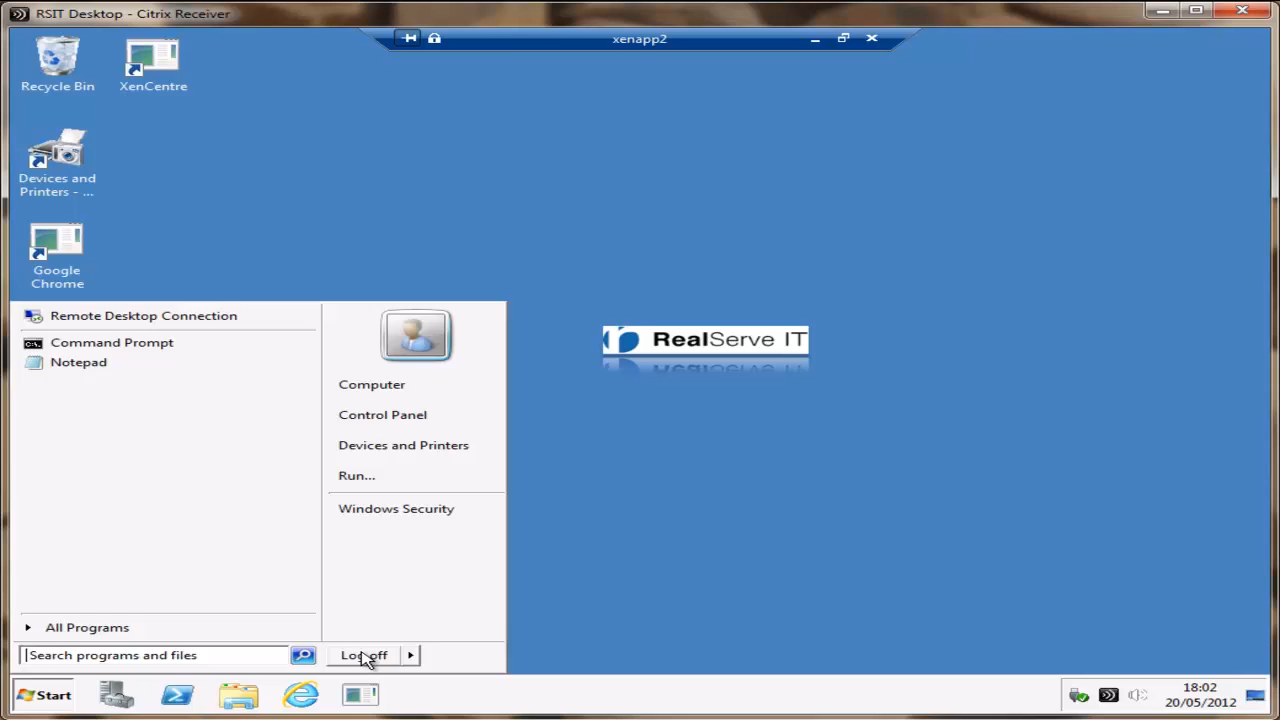 RSIT Desktop - Citrix Receiver
xenapp2
Recycle Bin
XenCentre
Devices and
Printers - ...
Google
Chrome
Remote Desktop Connection
Command Prompt
Notepad
All Programs
Search programs and files
Computer
Control Panel
Devices and Printers
Run...
Windows Security
Log off
RealServe IT
Start
18:02
20/05/2012